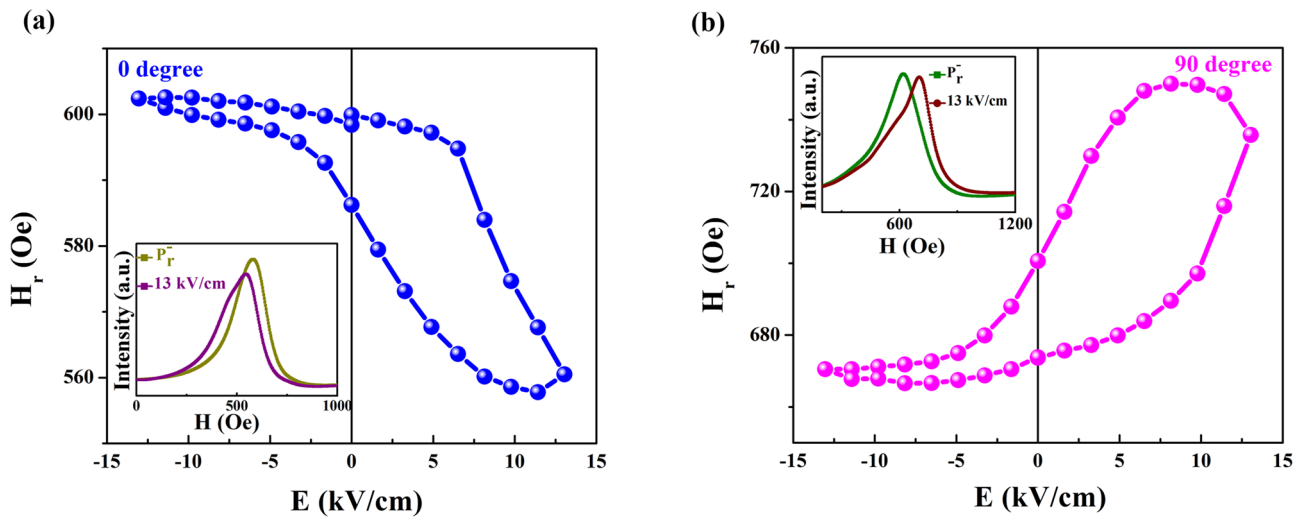 (a)
0 degree
H_r (Oe)
600
580
560
-15 -10 -5 0 5 10 15
E (kV/cm)
P_r^-
13 kV/cm
Intensity (a.u.)
0 500 1000
H (Oe)
(b)
90 degree
H_r (Oe)
760
720
680
-15 -10 -5 0 5 10 15
E (kV/cm)
P_r^-
13 kV/cm
Intensity (a.u.)
600 1200
H (Oe)